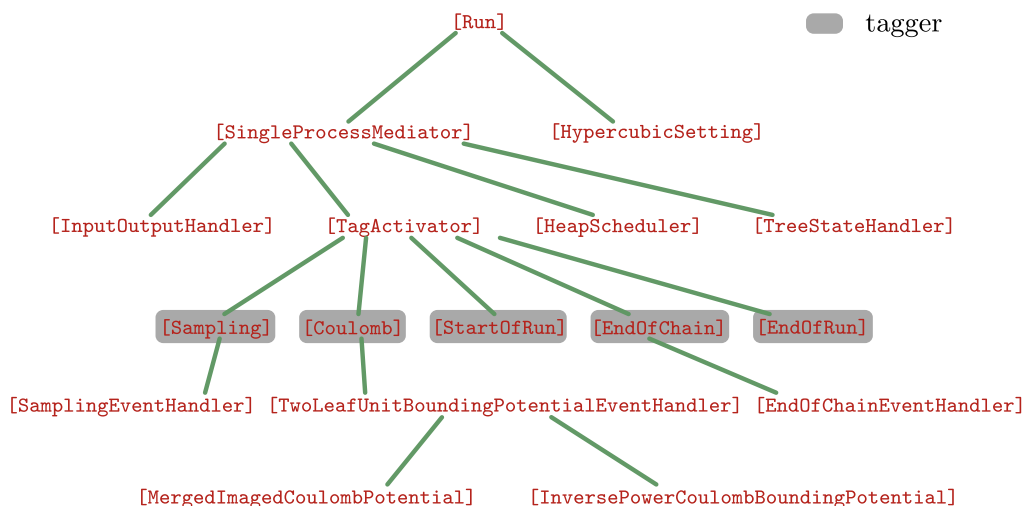 [Run]
tagger
[SingleProcessMediator]
[HypercubicSetting]
[InputOutputHandler]
[TagActivator]
[HeapScheduler]
[TreeStateHandler]
[Sampling]
[Coulomb]
[StartOfRun]
[EndOfChain]
[EndOfRun]
[SamplingEventHandler]
[TwoLeafUnitBoundingPotentialEventHandler]
[EndOfChainEventHandler]
[MergedImagedCoulombPotential]
[InversePowerCoulombBoundingPotential]